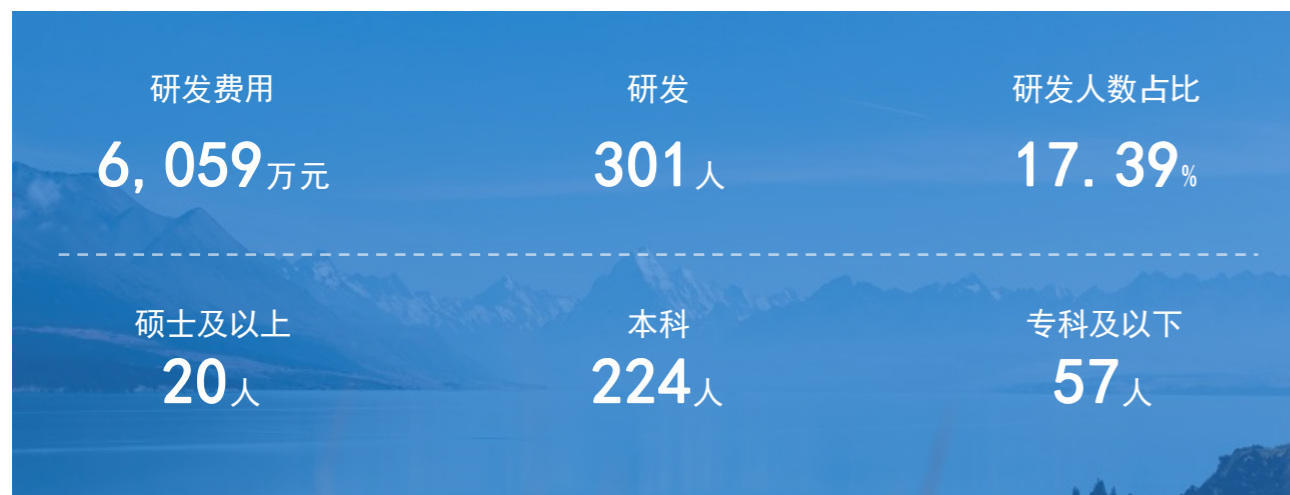 研发费用 研发 研发人数占比
6,059万元 301人 17.39%
硕士及以上 本科 专科及以下
20人 224人 57人